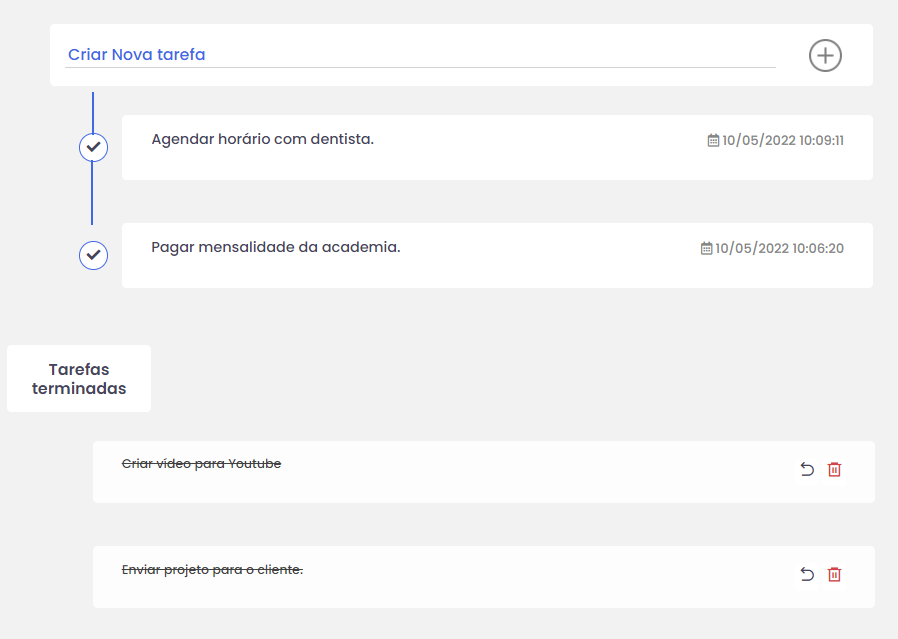 Criar Nova tarefa
Agendar horário com dentista. 10/05/2022 10:09:11
Pagar mensalidade da academia. 10/05/2022 10:06:20
Tarefas
terminadas
Criar vídeo para Youtube
Enviar projeto para o cliente.